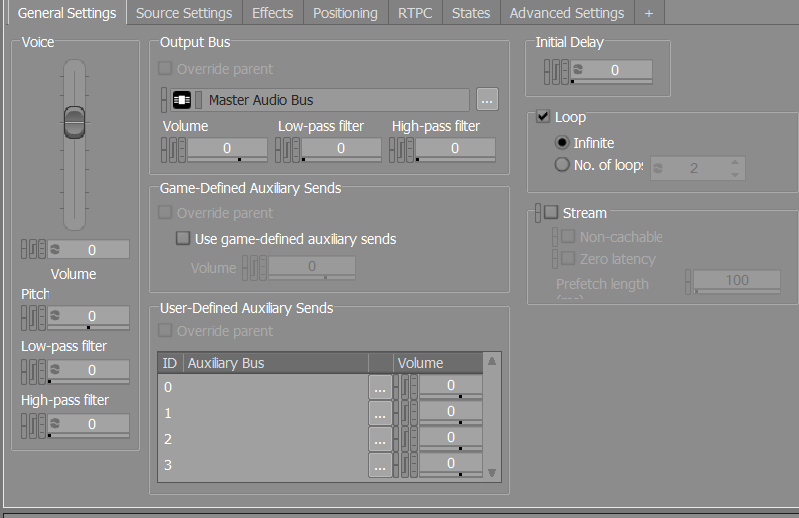 General Settings Source Settings Effects Positioning RTPC States Advanced Settings +
Voice
0
Volume
Pitch
0
Low-pass filter
0
High-pass filter
0
Output Bus
Override parent
Master Audio Bus ...
Volume Low-pass filter High-pass filter
0 0 0
Game-Defined Auxiliary Sends
Override parent
Use game-defined auxiliary sends
Volume 0
User-Defined Auxiliary Sends
Override parent
ID Auxiliary Bus Volume
0 ... 0
1 ... 0
2 ... 0
3 ... 0
Initial Delay
0
Loop
Infinite
No. of loops 2
Stream
Non-cachable
Zero latency
Prefetch length 100